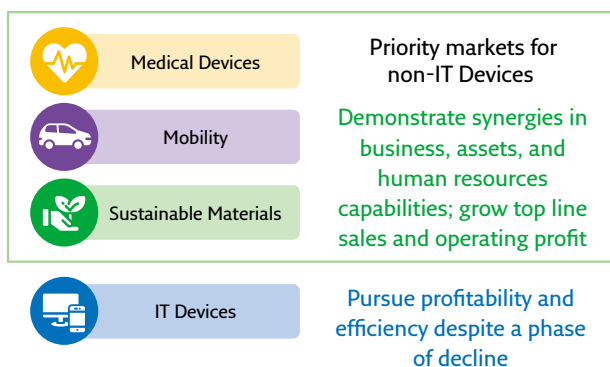 Medical Devices
Mobility
Sustainable Materials
Priority markets for
non-IT Devices
Demonstrate synergies in
business, assets, and
human resources
capabilities; grow top line
sales and operating profit
IT Devices
Pursue profitability and
efficiency despite a phase
of decline